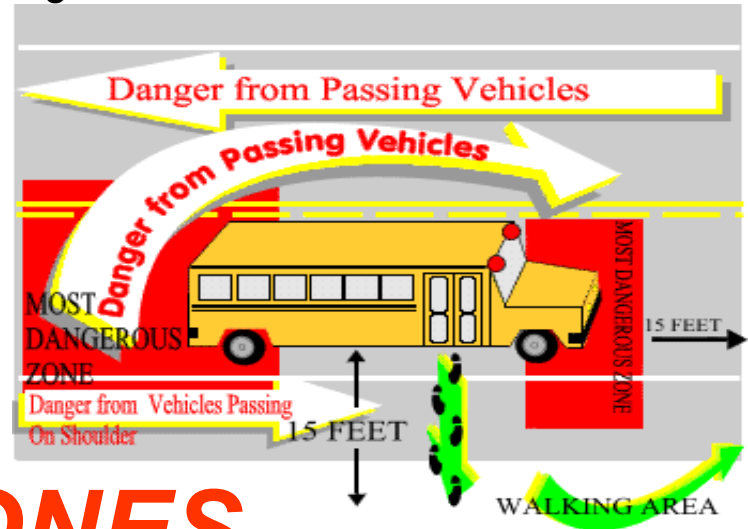 Danger from Passing Vehicles
Danger from Passing Vehicles
MOST
DANGEROUS
ZONE
MOST DANGEROUS ZONE
15 FEET
Danger from Vehicles Passing
On Shoulder
15 FEET
WALKING AREA